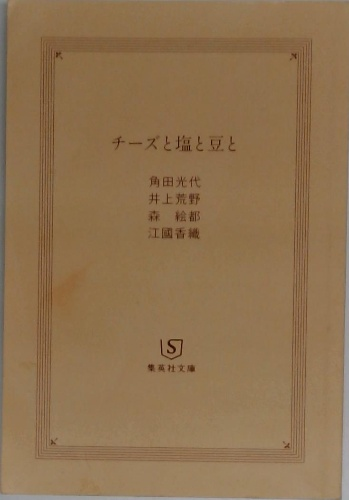 チーズと塩と豆と
角田光代
井上荒野
森 絵都
江國香織
S
集英社文庫